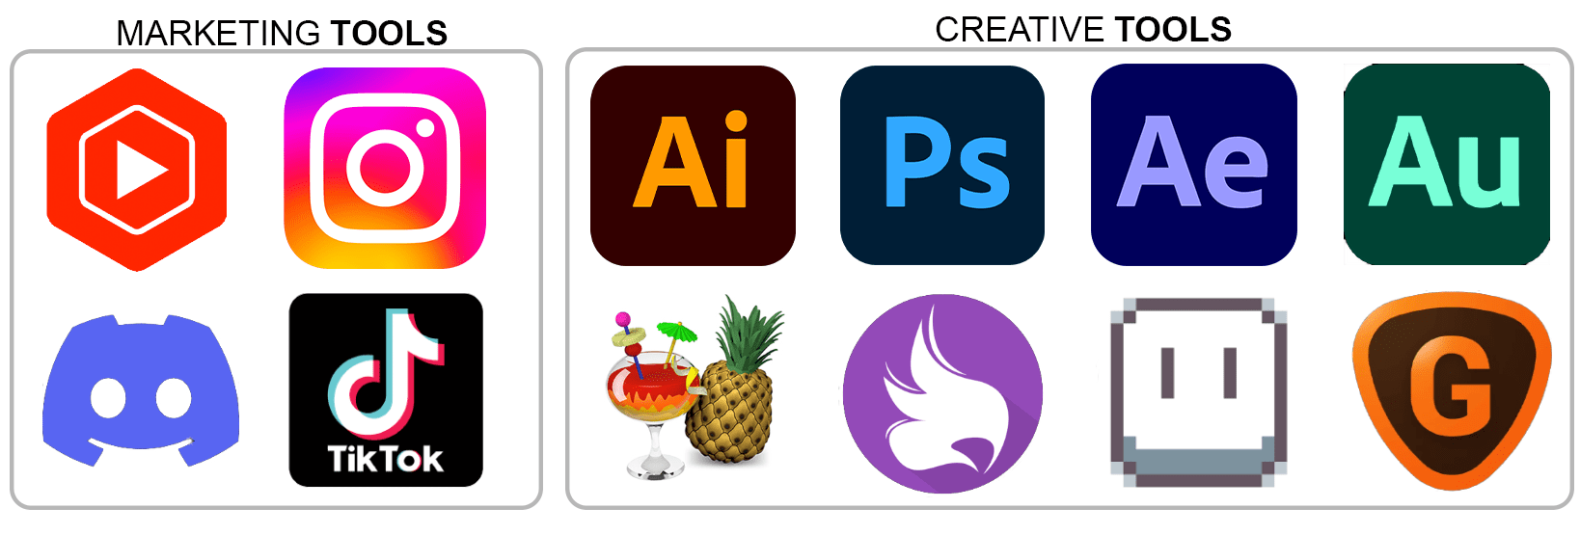 MARKETING TOOLS
CREATIVE TOOLS
Ai
Ps
Ae
Au
TikTok
G